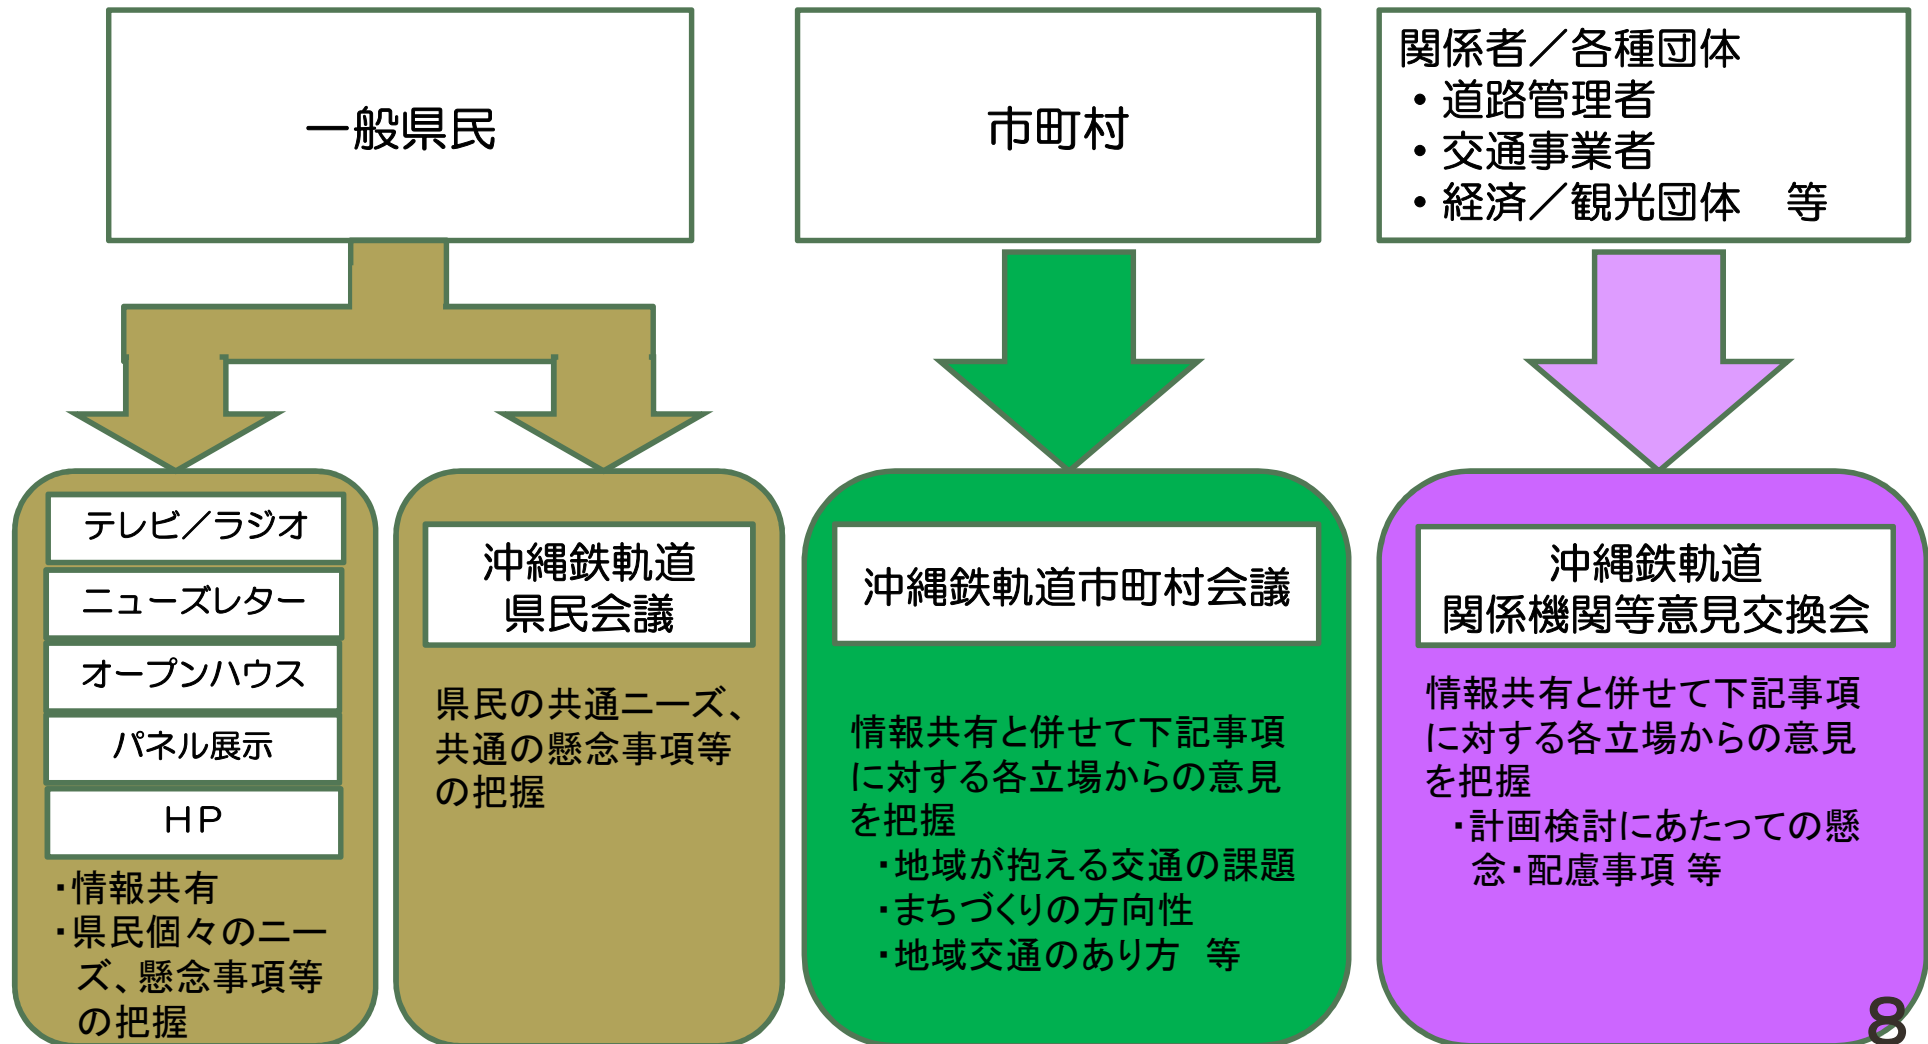 一般県民
市町村
関係者／各種団体
・道路管理者
・交通事業者
・経済／観光団体　等
テレビ／ラジオ
ニューズレター
オープンハウス
パネル展示
ＨＰ
・情報共有
・県民個々のニー
ズ、懸念事項等
の把握
沖縄鉄軌道
県民会議
県民の共通ニーズ、
共通の懸念事項等
の把握
沖縄鉄軌道市町村会議
情報共有と併せて下記事項
に対する各立場からの意見
を把握
・地域が抱える交通の課題
・まちづくりの方向性
・地域交通のあり方　等
沖縄鉄軌道
関係機関等意見交換会
情報共有と併せて下記事項
に対する各立場からの意見
を把握
・計画検討にあたっての懸
念・配慮事項 等
8